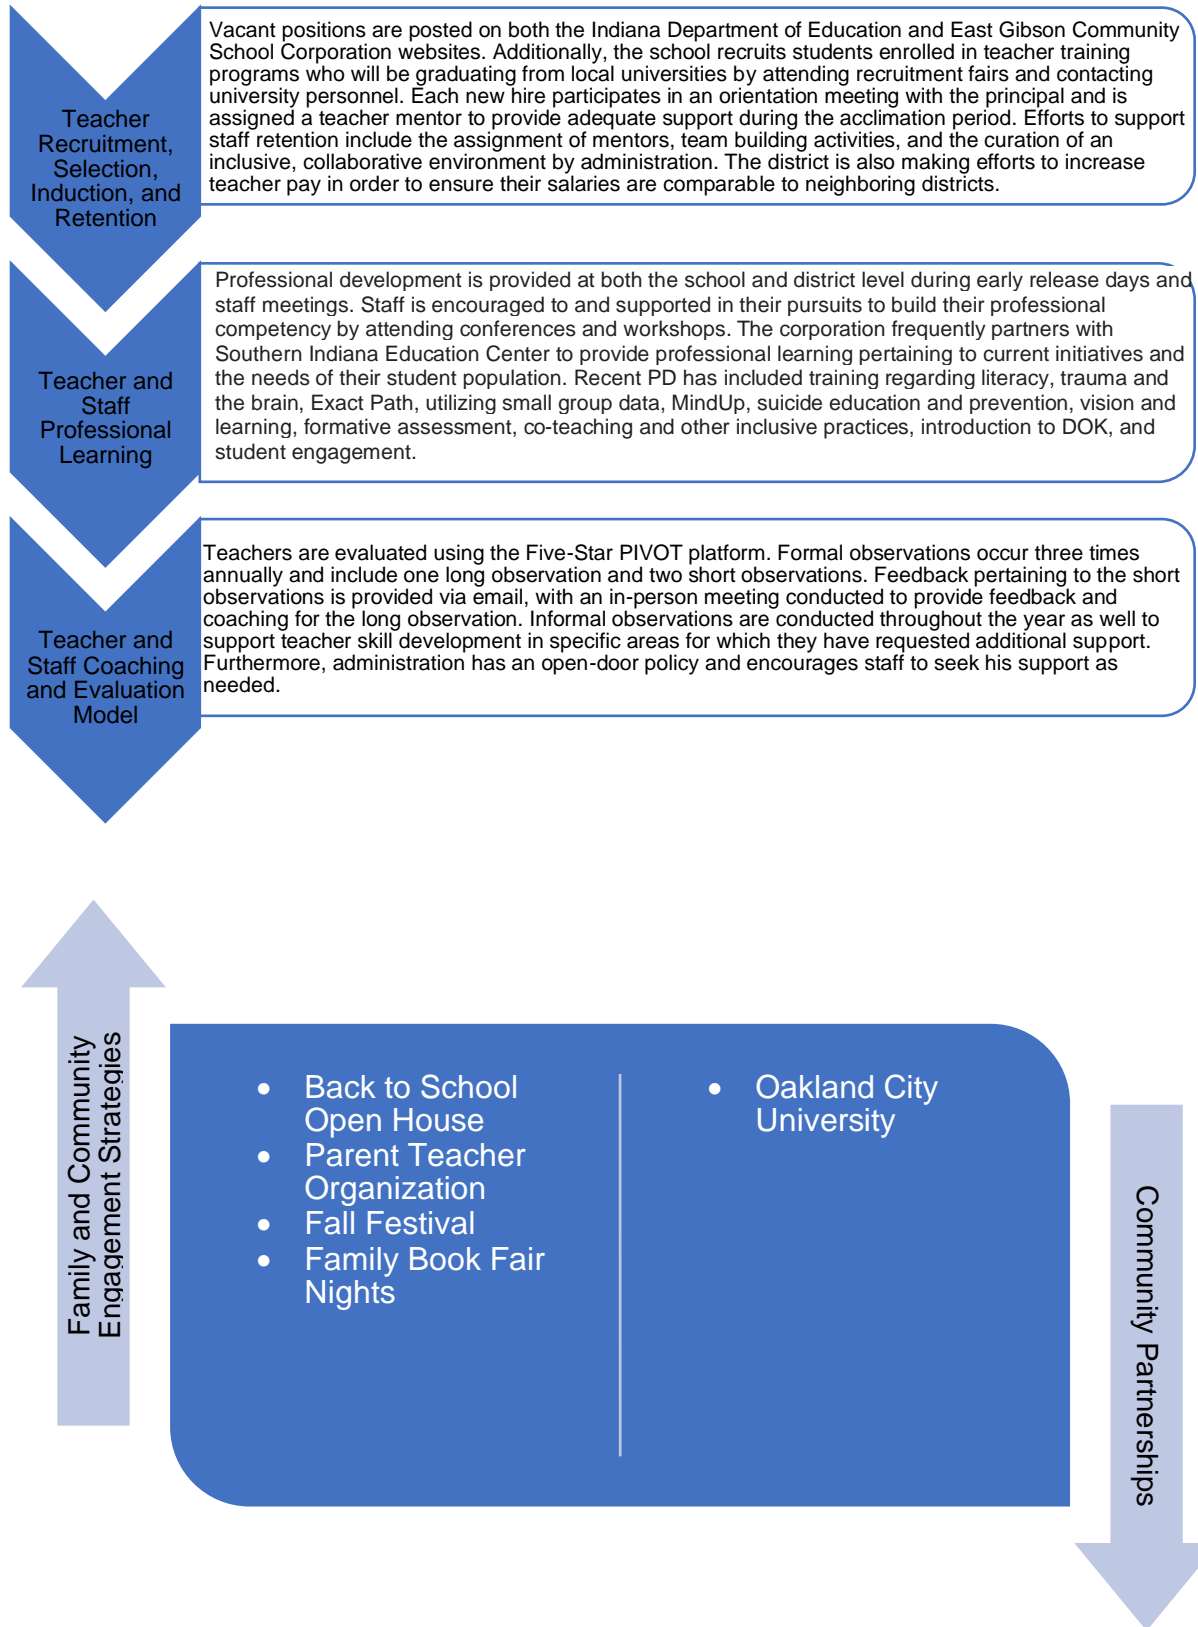 Teacher
Recruitment,
Selection,
Induction, and
Retention
Vacant positions are posted on both the Indiana Department of Education and East Gibson Community
School Corporation websites. Additionally, the school recruits students enrolled in teacher training
programs who will be graduating from local universities by attending recruitment fairs and contacting
university personnel. Each new hire participates in an orientation meeting with the principal and is
assigned a teacher mentor to provide adequate support during the acclimation period. Efforts to support
staff retention include the assignment of mentors, team building activities, and the curation of an
inclusive, collaborative environment by administration. The district is also making efforts to increase
teacher pay in order to ensure their salaries are comparable to neighboring districts.
Teacher and
Staff
Professional
Learning
Professional development is provided at both the school and district level during early release days and
staff meetings. Staff is encouraged to and supported in their pursuits to build their professional
competency by attending conferences and workshops. The corporation frequently partners with
Southern Indiana Education Center to provide professional learning pertaining to current initiatives and
the needs of their student population. Recent PD has included training regarding literacy, trauma and
the brain, Exact Path, utilizing small group data, MindUp, suicide education and prevention, vision and
learning, formative assessment, co-teaching and other inclusive practices, introduction to DOK, and
student engagement.
Teacher and
Staff Coaching
and Evaluation
Model
Teachers are evaluated using the Five-Star PIVOT platform. Formal observations occur three times
annually and include one long observation and two short observations. Feedback pertaining to the short
observations is provided via email, with an in-person meeting conducted to provide feedback and
coaching for the long observation. Informal observations are conducted throughout the year as well to
support teacher skill development in specific areas for which they have requested additional support.
Furthermore, administration has an open-door policy and encourages staff to seek his support as
needed.
Family and Community
Engagement Strategies
• Back to School
Open House
• Parent Teacher
Organization
• Fall Festival
• Family Book Fair
Nights
• Oakland City
University
Community Partnerships